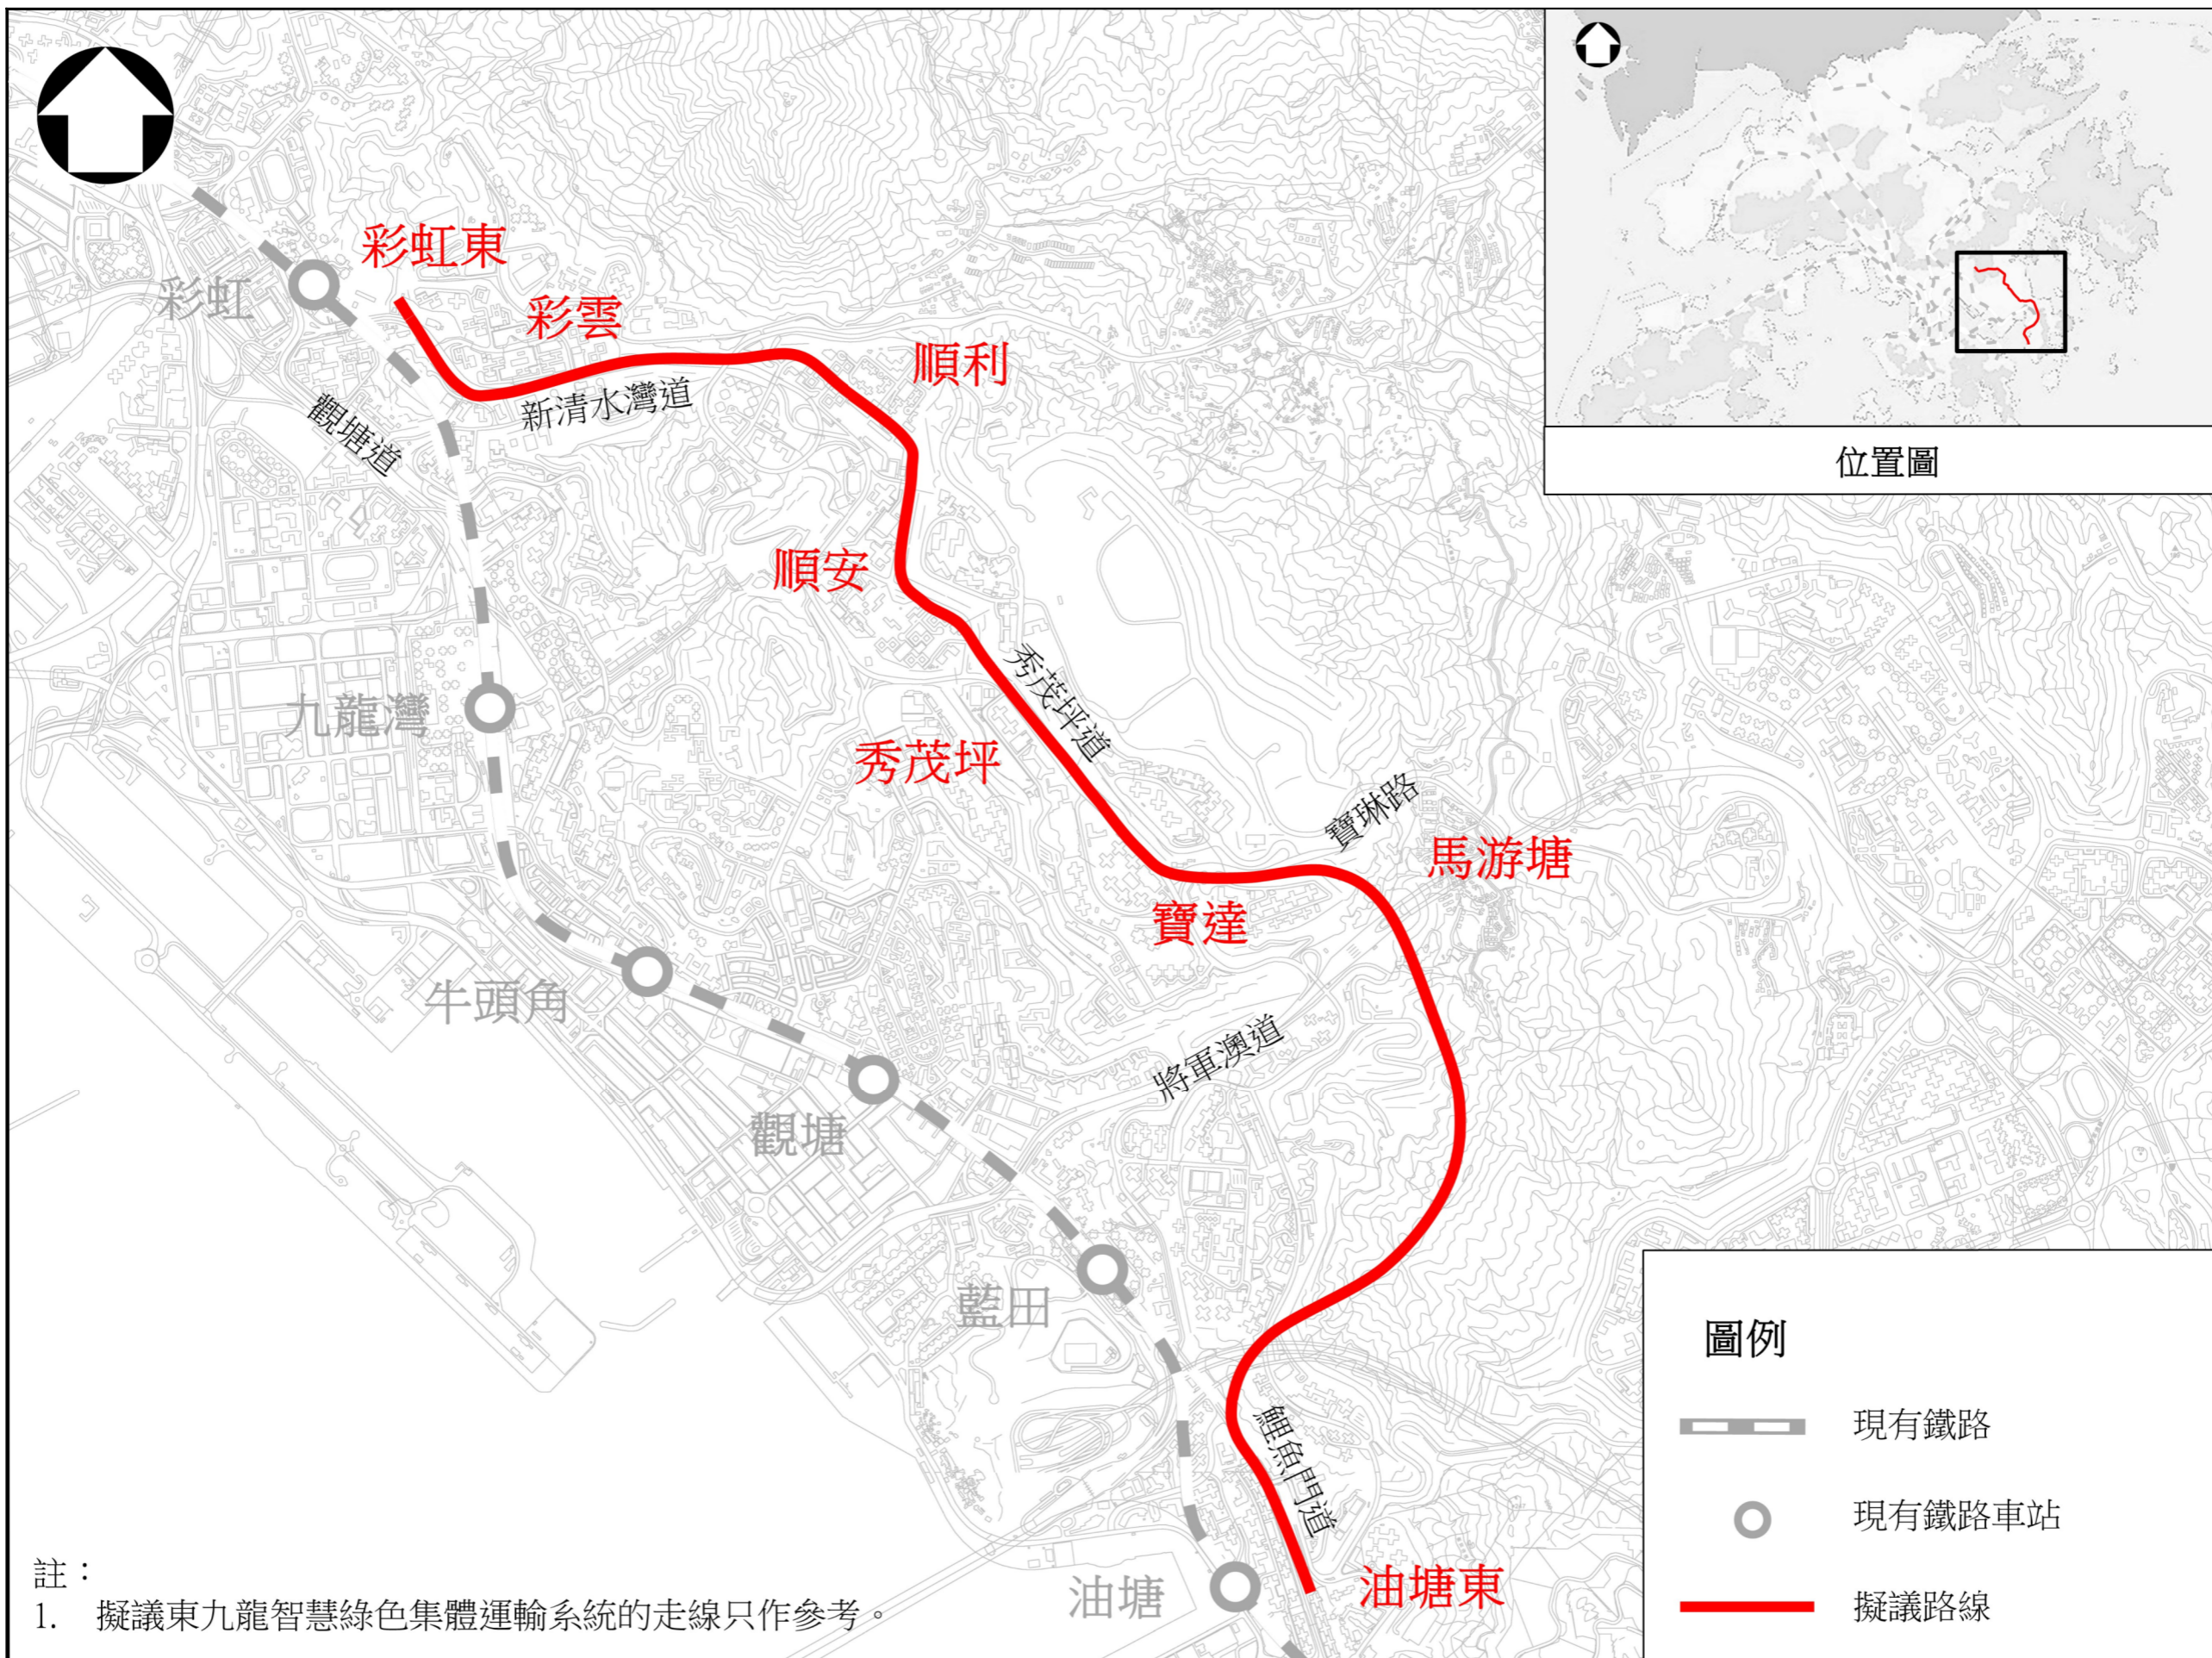 彩虹東
彩虹
彩雲
順利
觀塘道
新清水灣道
位置圖
順安
九龍灣
秀茂坪道
秀茂坪
寶琳路
馬游塘
寶達
牛頭角
將軍澳道
觀塘
藍田
圖例
現有鐵路
鯉魚門道
現有鐵路車站
油塘
油塘東
擬議路線
註：
1. 擬議東九龍智慧綠色集體運輸系統的走線只作參考。